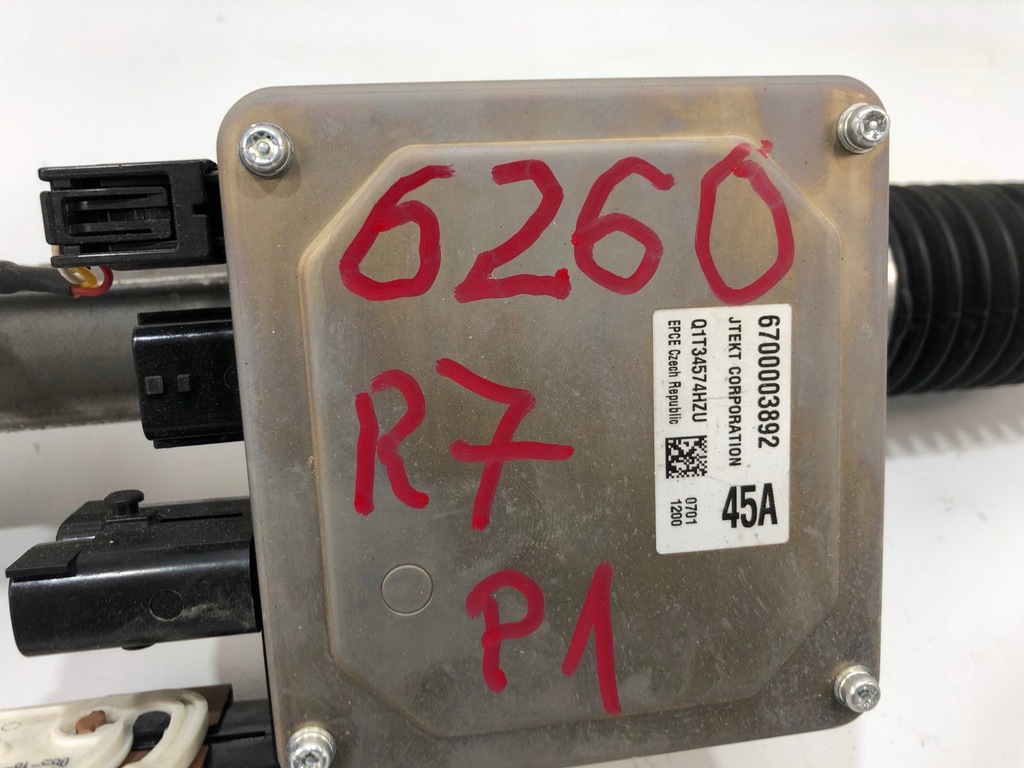 6260
R7
P1
6700003892
JTEKT CORPORATION
45A
Q1T34574HZU
EPCE Czech Republic
0701
1200